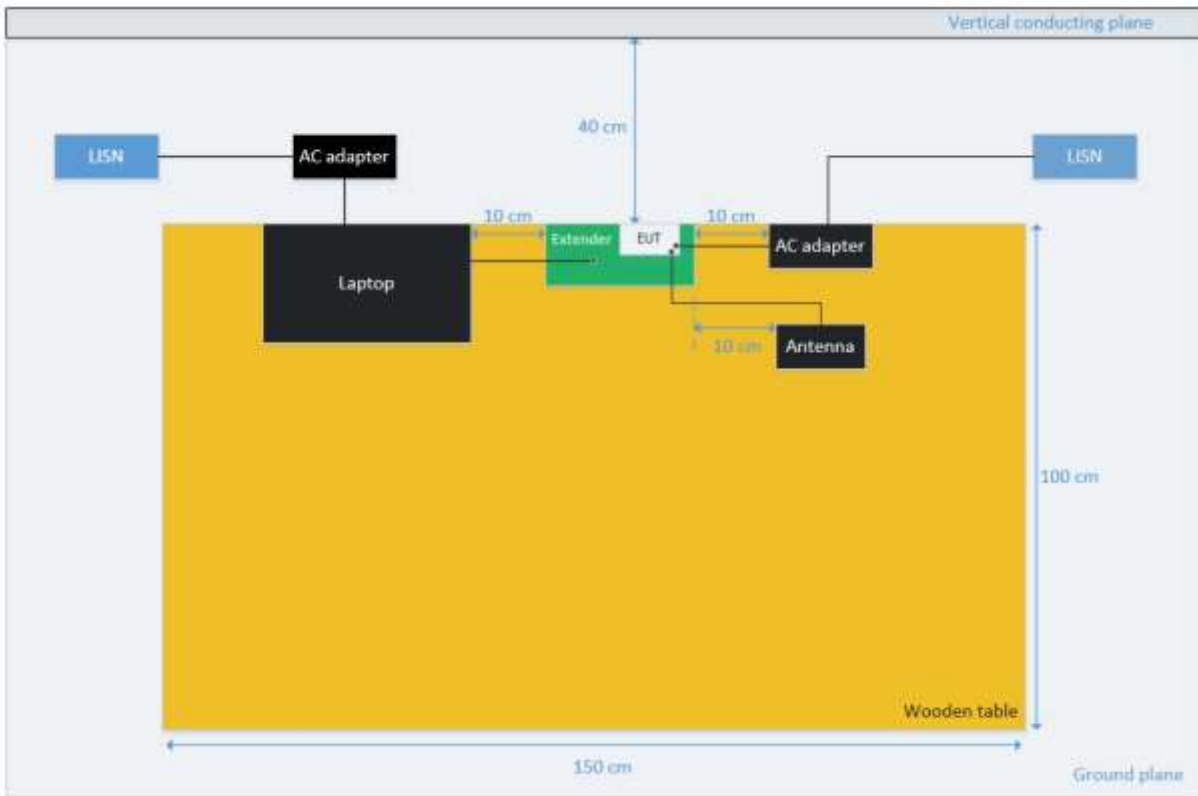 Vertical conducting plane
40 cm
LISN
AC adapter
LISN
10 cm
10 cm
Extender
EUT
AC adapter
Laptop
10 cm
Antenna
100 cm
Wooden table
150 cm
Ground plane